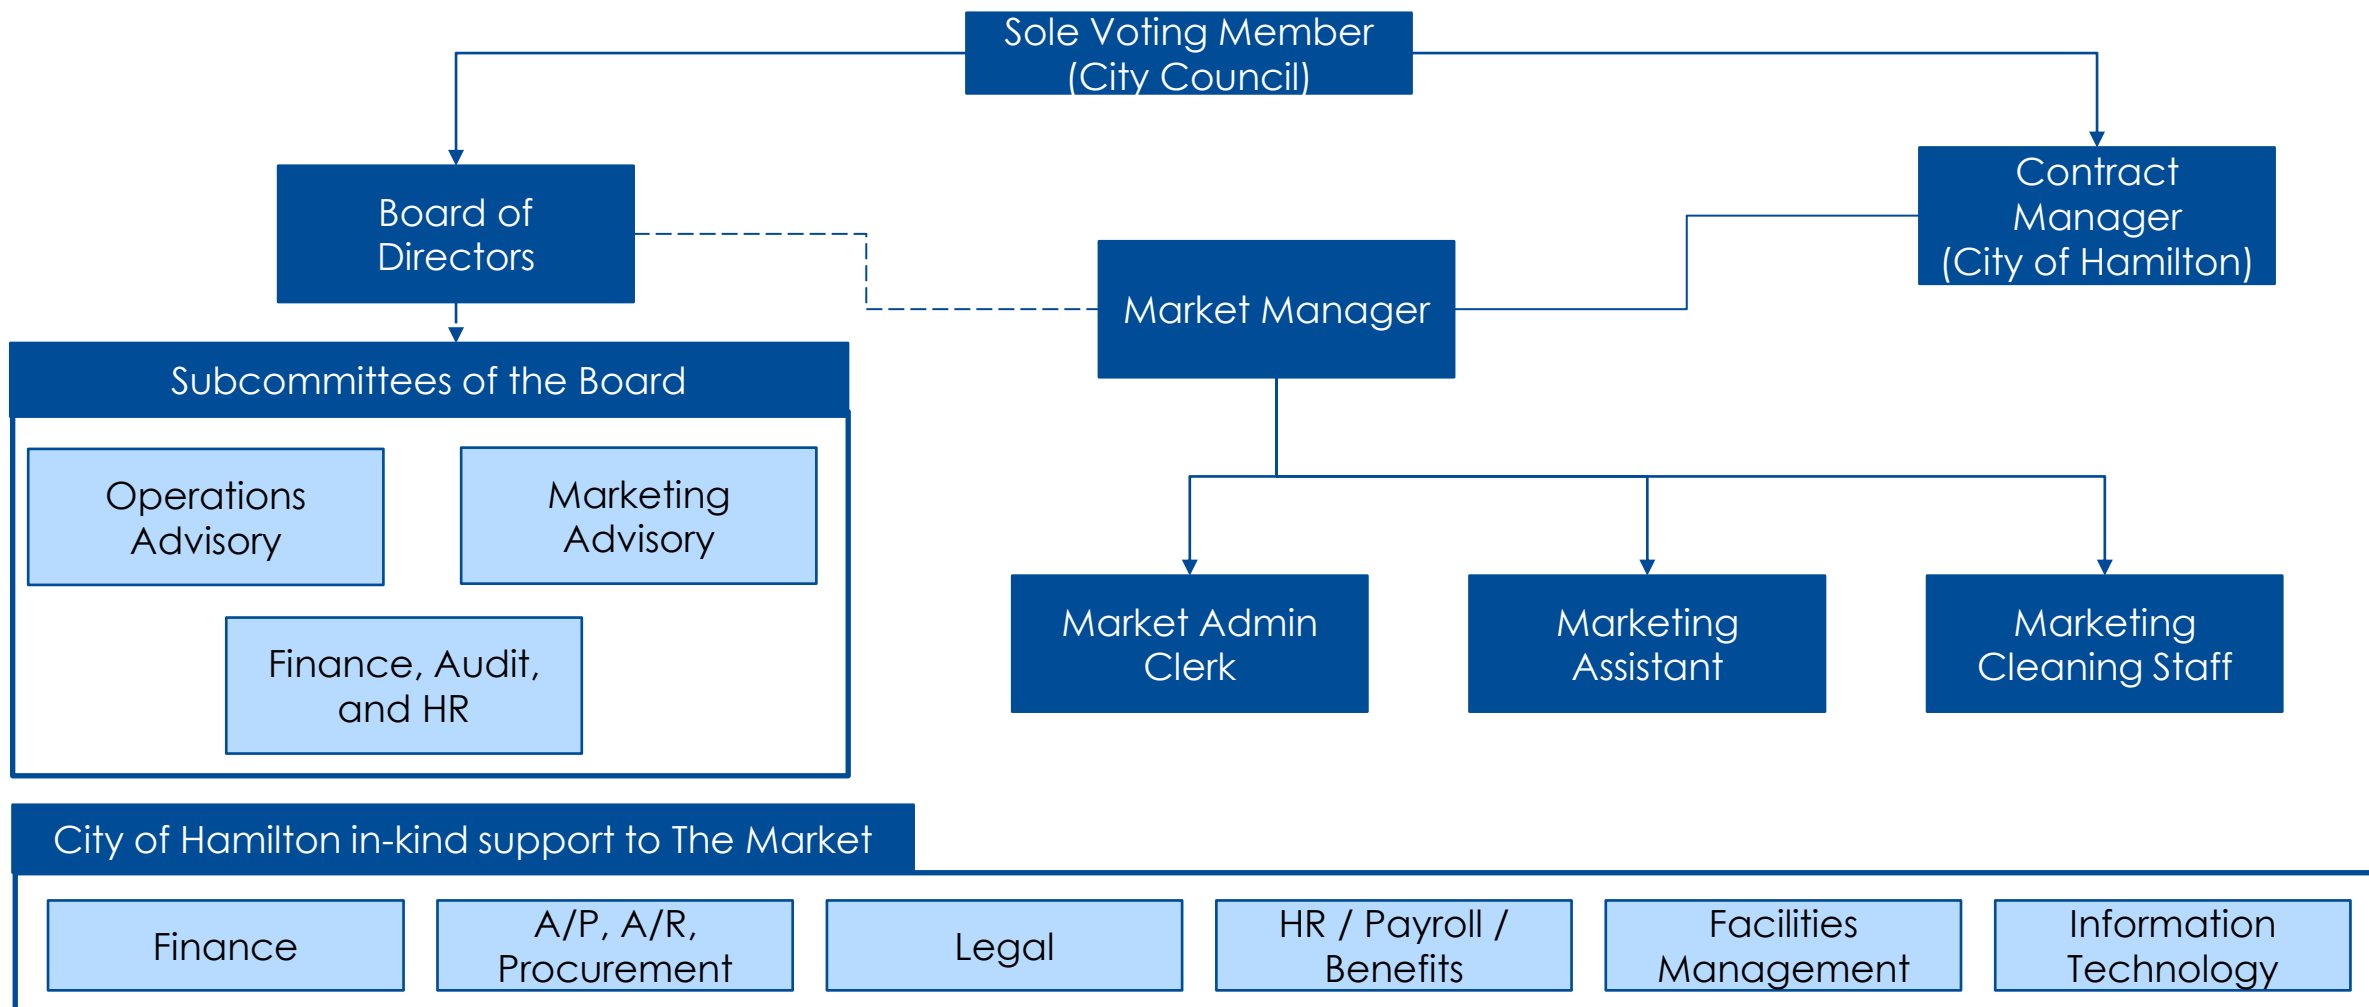 Sole Voting Member
(City Council)
Board of
Directors
Contract
Manager
(City of Hamilton)
Market Manager
Subcommittees of the Board
Operations
Advisory
Marketing
Advisory
Finance, Audit,
and HR
Market Admin
Clerk
Marketing
Assistant
Marketing
Cleaning Staff
City of Hamilton in-kind support to The Market
Finance
A/P, A/R,
Procurement
Legal
HR / Payroll /
Benefits
Facilities
Management
Information
Technology